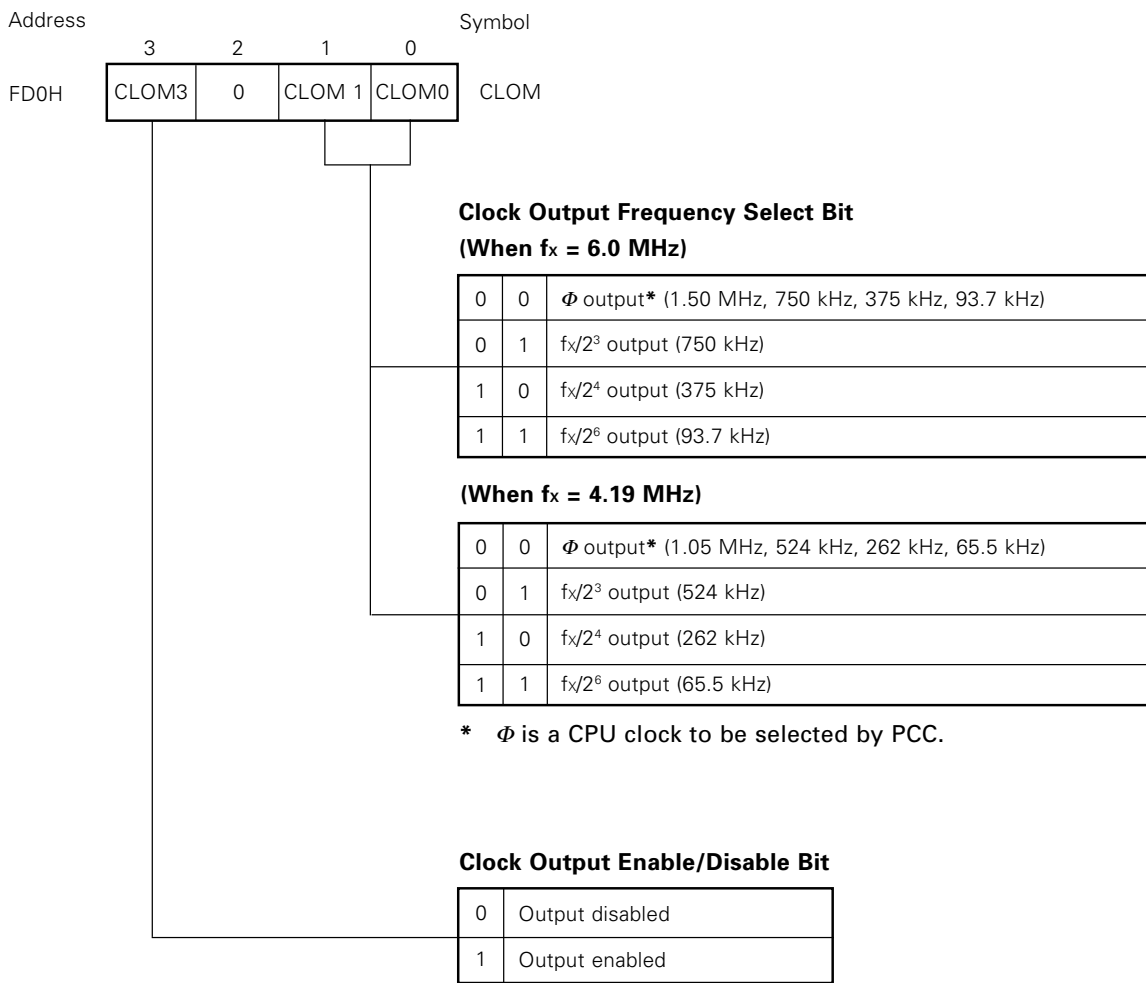 Address Symbol
3 2 1 0
FD0H CLOM3 0 CLOM 1 CLOM0 CLOM
Clock Output Frequency Select Bit
(When fx = 6.0 MHz)
0 0 Φ output* (1.50 MHz, 750 kHz, 375 kHz, 93.7 kHz)
0 1 fx/2³ output (750 kHz)
1 0 fx/2⁴ output (375 kHz)
1 1 fx/2⁶ output (93.7 kHz)
(When fx = 4.19 MHz)
0 0 Φ output* (1.05 MHz, 524 kHz, 262 kHz, 65.5 kHz)
0 1 fx/2³ output (524 kHz)
1 0 fx/2⁴ output (262 kHz)
1 1 fx/2⁶ output (65.5 kHz)
* Φ is a CPU clock to be selected by PCC.
Clock Output Enable/Disable Bit
0 Output disabled
1 Output enabled